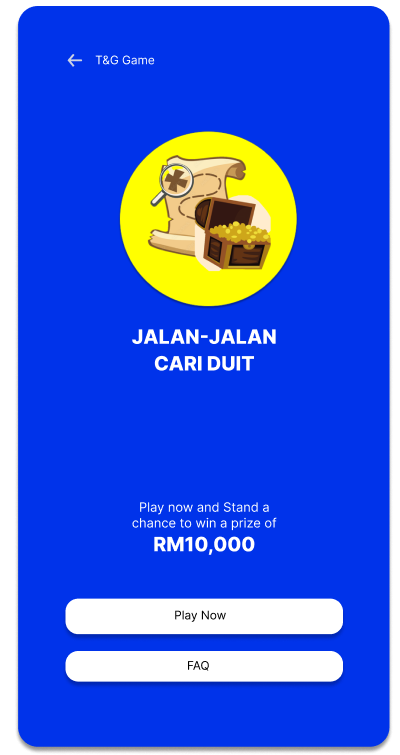 T&G Game
JALAN-JALAN
CARI DUIT
Play now and Stand a
chance to win a prize of
RM10,000
Play Now
FAQ